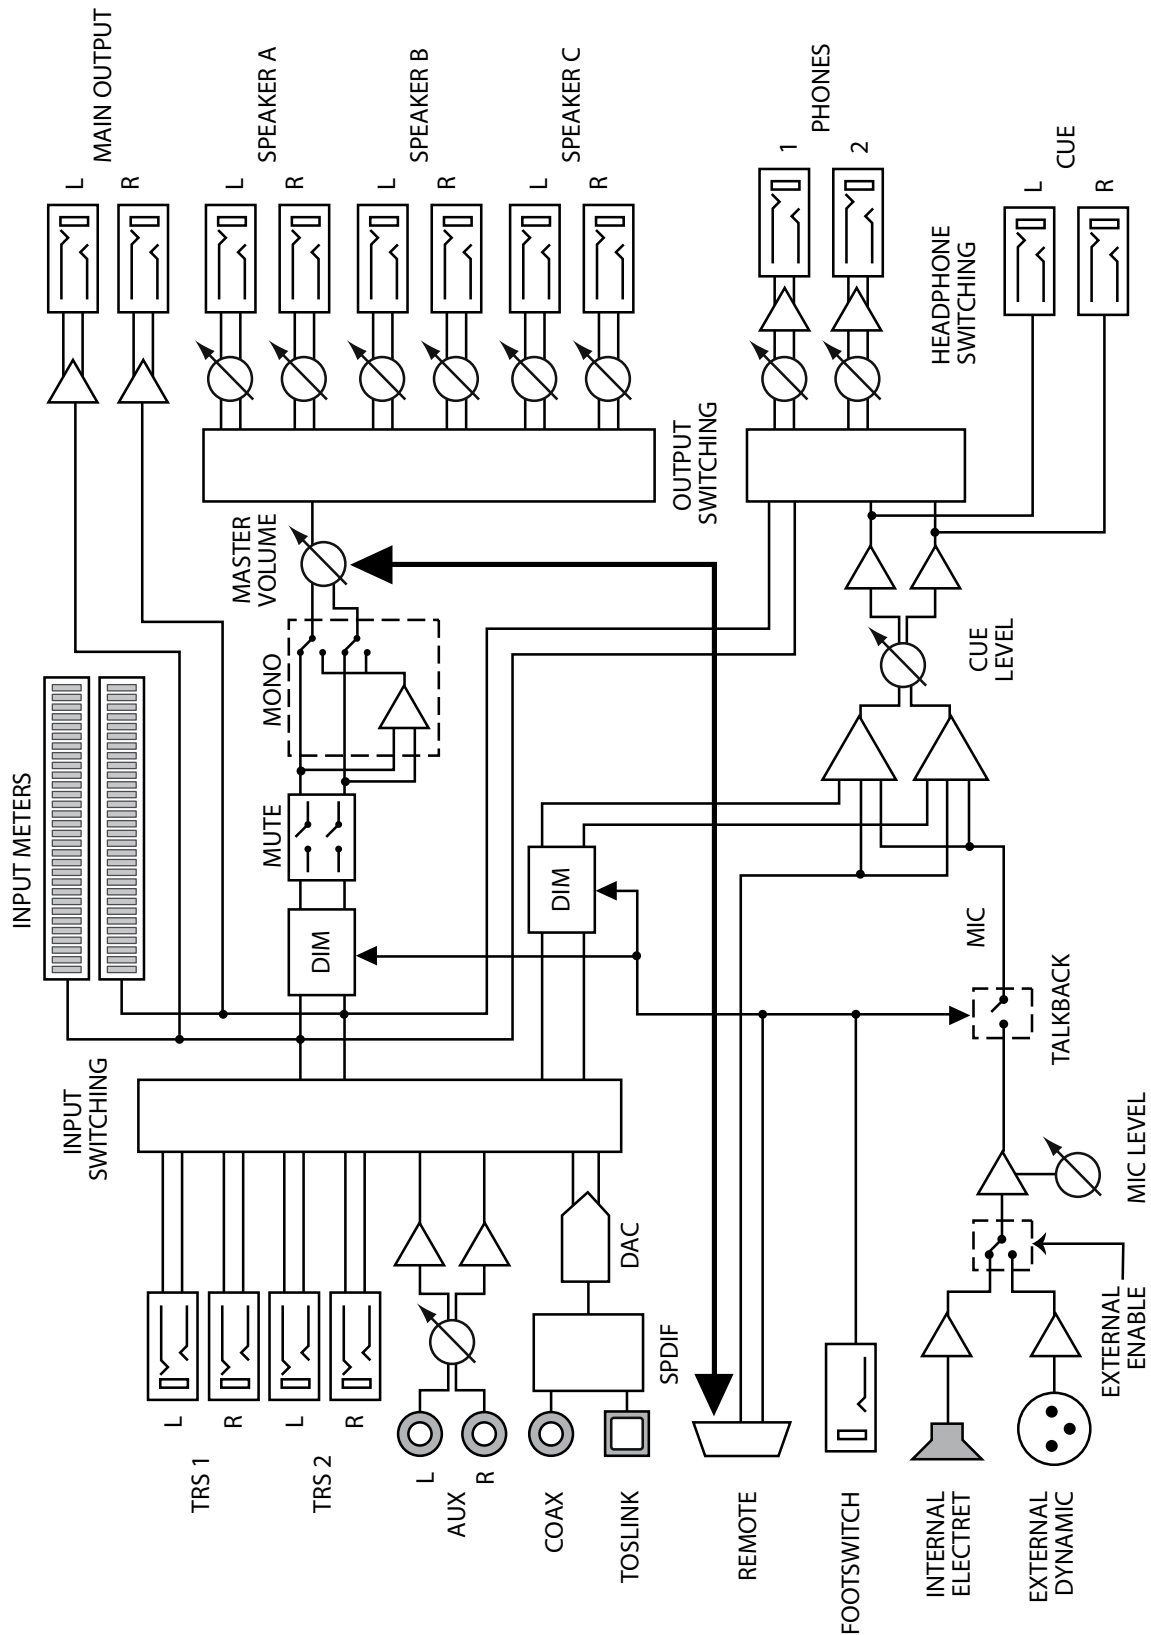 TRS 1
L
R
TRS 2
L
R
AUX
L
R
COAX
TOSLINK
SPDIF
DAC
REMOTE
FOOTSWITCH
INTERNAL
ELECTRET
EXTERNAL
DYNAMIC
EXTERNAL
ENABLE
MIC LEVEL
TALKBACK
MIC
INPUT
SWITCHING
INPUT METERS
DIM
MUTE
MONO
DIM
MASTER
VOLUME
CUE
LEVEL
OUTPUT
SWITCHING
HEADPHONE
SWITCHING
L
R
MAIN OUTPUT
L
R
SPEAKER A
L
R
SPEAKER B
L
R
SPEAKER C
1
2
PHONES
L
R
CUE